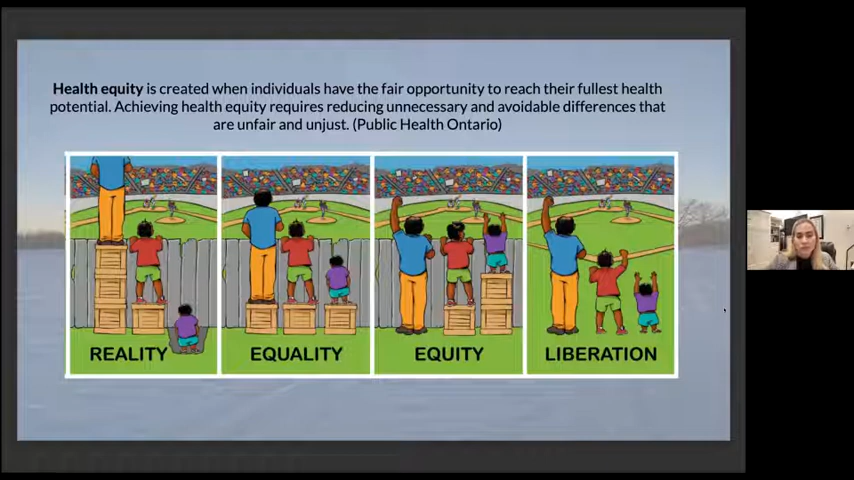 Health equity is created when individuals have the fair opportunity to reach their fullest health
potential. Achieving health equity requires reducing unnecessary and avoidable differences that
are unfair and unjust. (Public Health Ontario)
REALITY
EQUALITY
EQUITY
LIBERATION